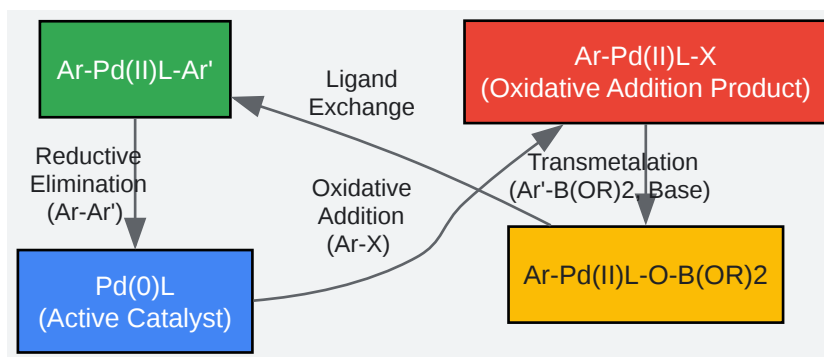 Ar-Pd(II)L-Ar'
Ligand
Exchange
Ar-Pd(II)L-X
(Oxidative Addition Product)
Reductive
Elimination
(Ar-Ar')
Oxidative
Addition
(Ar-X)
Transmetalation
(Ar'-B(OR)2, Base)
Pd(0)L
(Active Catalyst)
Ar-Pd(II)L-O-B(OR)2